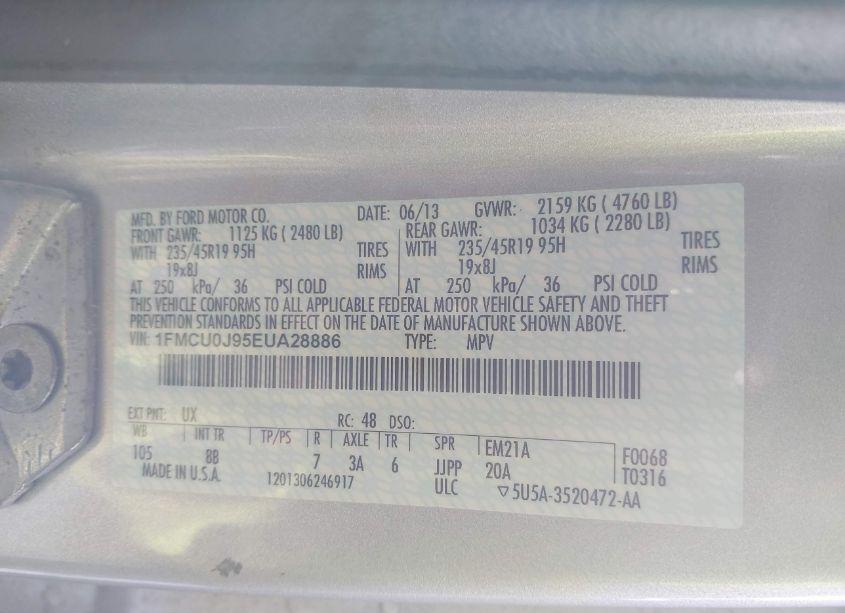 MFD. BY FORD MOTOR CO. DATE: 06/13 GVWR: 2159 KG ( 4760 LB)
FRONT GAWR: 1125 KG ( 2480 LB) REAR GAWR: 1034 KG ( 2280 LB)
WITH 235/45R19 95H TIRES WITH 235/45R19 95H TIRES
19x8J RIMS 19x8J RIMS
AT 250 kPa/ 36 PSI COLD AT 250 kPa/ 36 PSI COLD
THIS VEHICLE CONFORMS TO ALL APPLICABLE FEDERAL MOTOR VEHICLE SAFETY AND THEFT
PREVENTION STANDARDS IN EFFECT ON THE DATE OF MANUFACTURE SHOWN ABOVE.
VIN: 1FMCU0J95EUA28886 TYPE: MPV
EXT PNT: UX RC: 48 DSO:
WB INT TR TP/PS R AXLE TR SPR EM21A F0068
105 8B 7 3A 6 JJPP 20A T0316
MADE IN U.S.A. 1201306246917 ULC ▽5U5A-3520472-AA